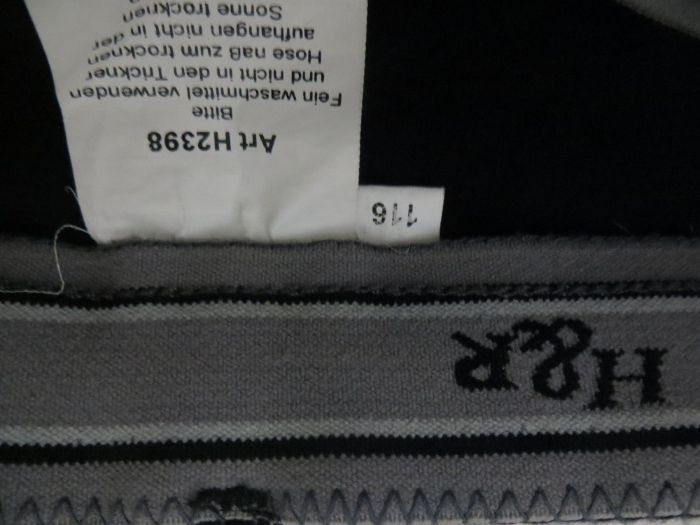 Art H2398
Bitte
Fein waschmittel verwenden
und nicht in den Trickner
Hose naß zum trocknen
aufhangen nicht in der
Sonne trocknen
116
H&R